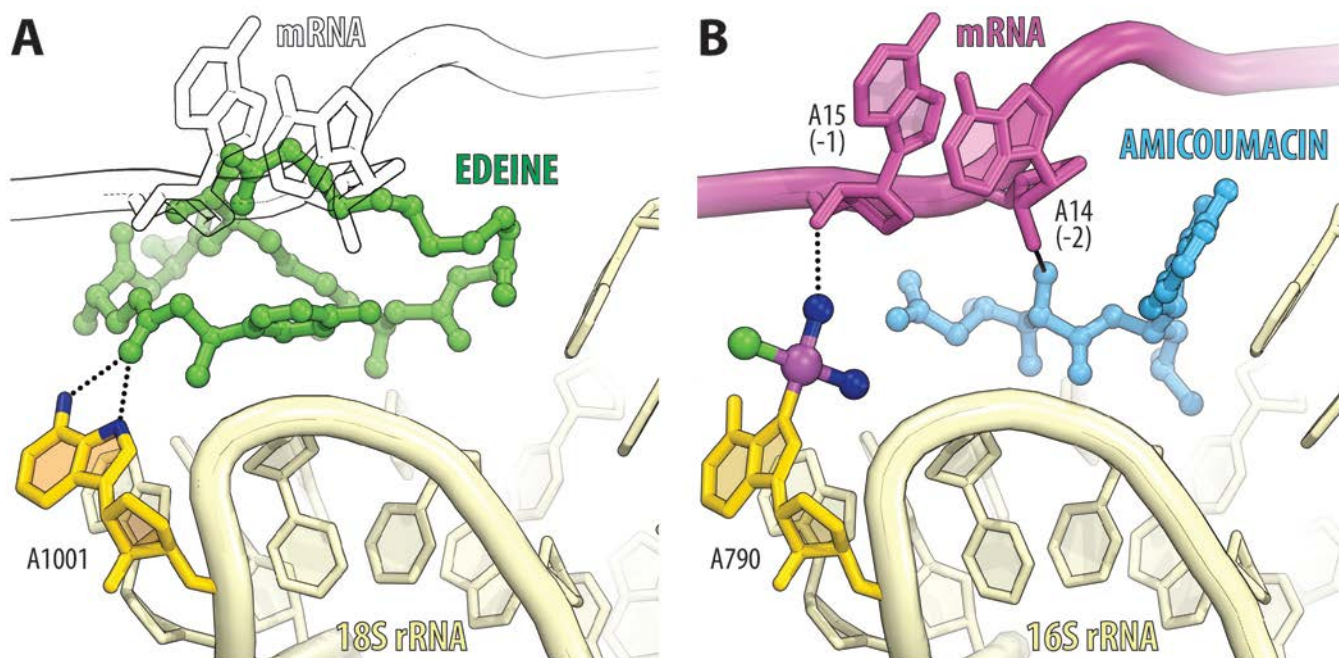 A
mRNA
EDEINE
A1001
18S rRNA
B
mRNA
A15
(-1)
AMICOUMACIN
A14
(-2)
A790
16S rRNA